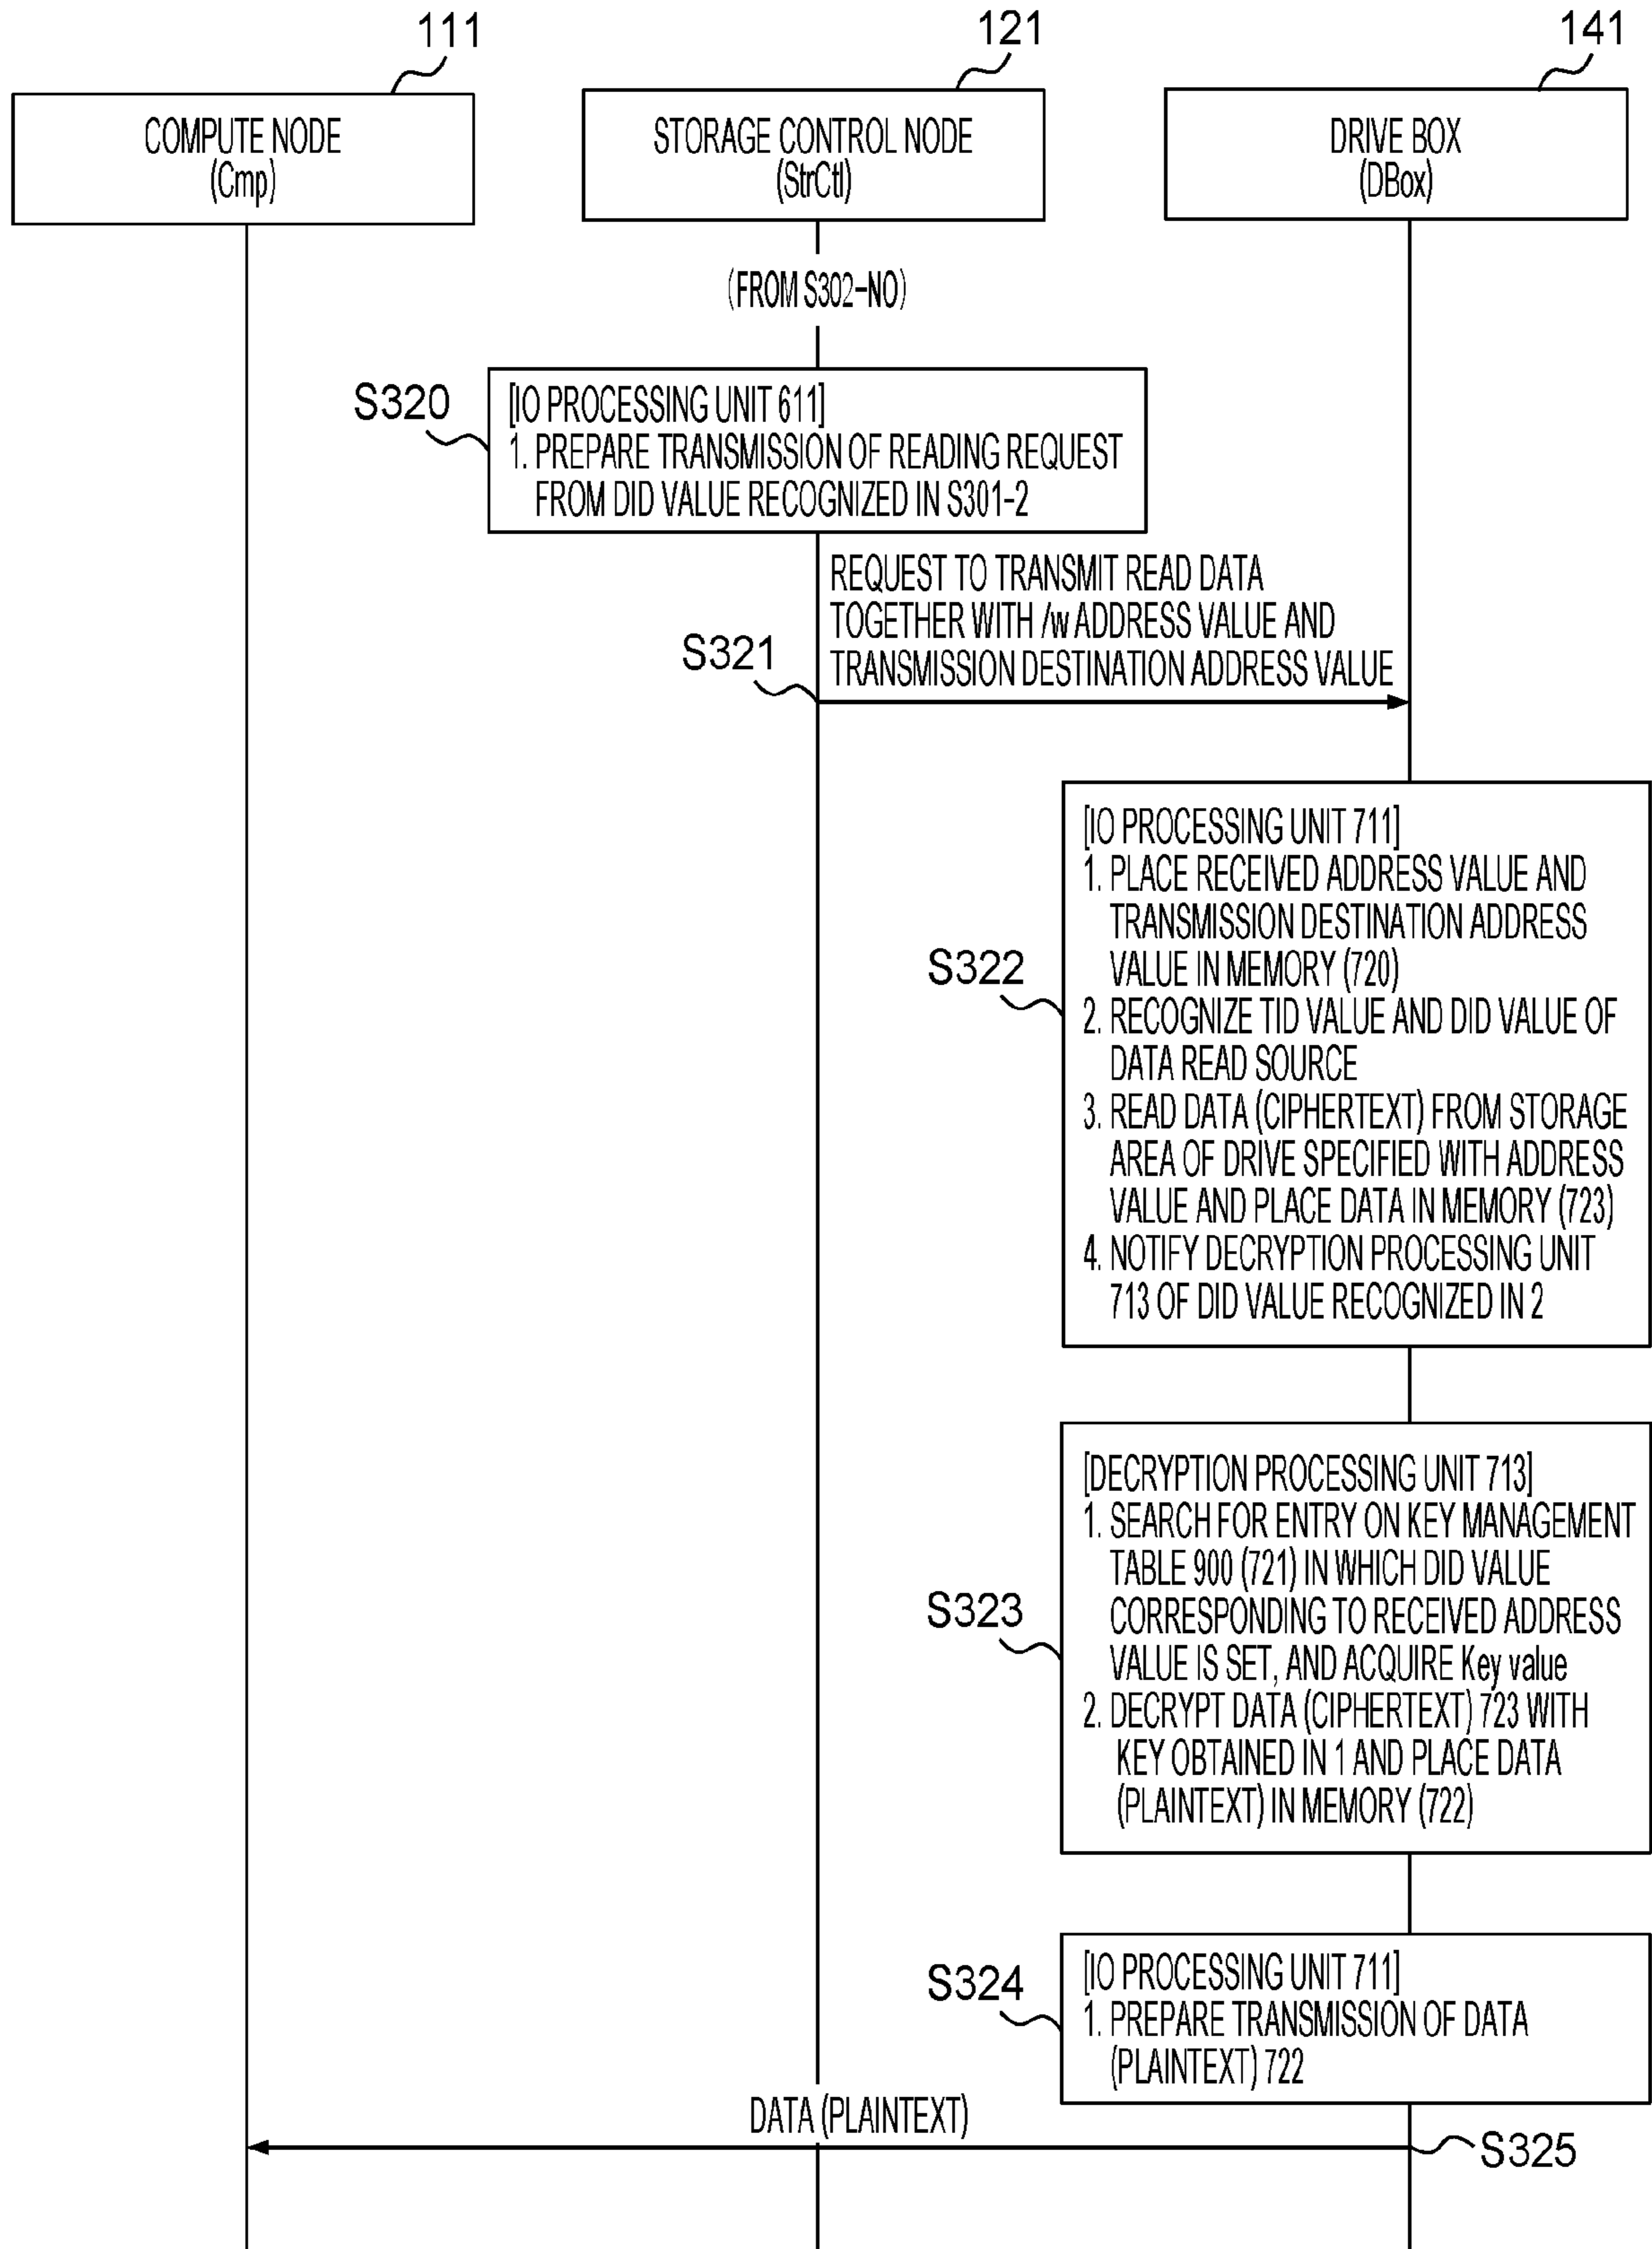 111
121
141
COMPUTE NODE
(Cmp)
STORAGE CONTROL NODE
(StrCtl)
DRIVE BOX
(DBox)
(FROM S302-NO)
S320
[IO PROCESSING UNIT 611]
1. PREPARE TRANSMISSION OF READING REQUEST
FROM DID VALUE RECOGNIZED IN S301-2
REQUEST TO TRANSMIT READ DATA
TOGETHER WITH /w ADDRESS VALUE AND
TRANSMISSION DESTINATION ADDRESS VALUE
S321
[IO PROCESSING UNIT 711]
1. PLACE RECEIVED ADDRESS VALUE AND
TRANSMISSION DESTINATION ADDRESS
VALUE IN MEMORY (720)
2. RECOGNIZE TID VALUE AND DID VALUE OF
DATA READ SOURCE
3. READ DATA (CIPHERTEXT) FROM STORAGE
AREA OF DRIVE SPECIFIED WITH ADDRESS
VALUE AND PLACE DATA IN MEMORY (723)
4. NOTIFY DECRYPTION PROCESSING UNIT
713 OF DID VALUE RECOGNIZED IN 2
S322
[DECRYPTION PROCESSING UNIT 713]
1. SEARCH FOR ENTRY ON KEY MANAGEMENT
TABLE 900 (721) IN WHICH DID VALUE
CORRESPONDING TO RECEIVED ADDRESS
VALUE IS SET, AND ACQUIRE Key value
2. DECRYPT DATA (CIPHERTEXT) 723 WITH
KEY OBTAINED IN 1 AND PLACE DATA
(PLAINTEXT) IN MEMORY (722)
S323
[IO PROCESSING UNIT 711]
1. PREPARE TRANSMISSION OF DATA
(PLAINTEXT) 722
S324
DATA (PLAINTEXT)
S325